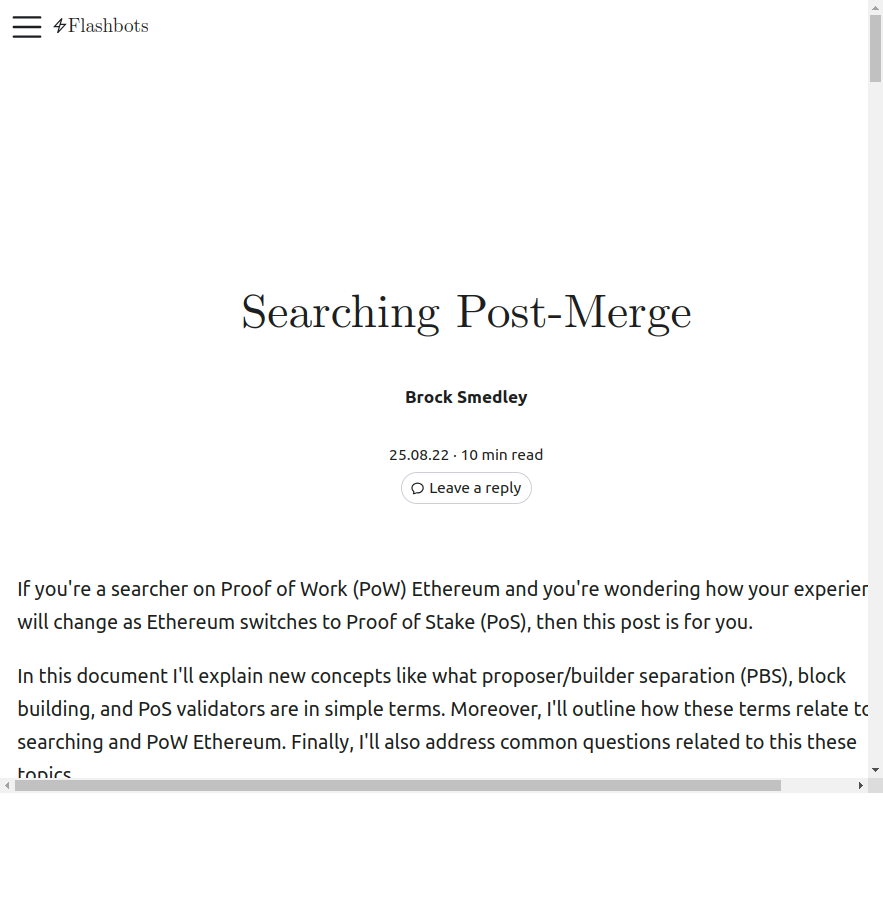 Flashbots
Searching Post-Merge
Brock Smedley
25.08.22 · 10 min read
Leave a reply
If you're a searcher on Proof of Work (PoW) Ethereum and you're wondering how your
will change as Ethereum switches to Proof of Stake (PoS), then this post is for you.
In this document I'll explain new concepts like what proposer/builder separation (PBS), block
building, and PoS validators are in simple terms. Moreover, I'll outline how these terms relate to
searching and PoW Ethereum. Finally, I'll also address common questions related to this these
topics